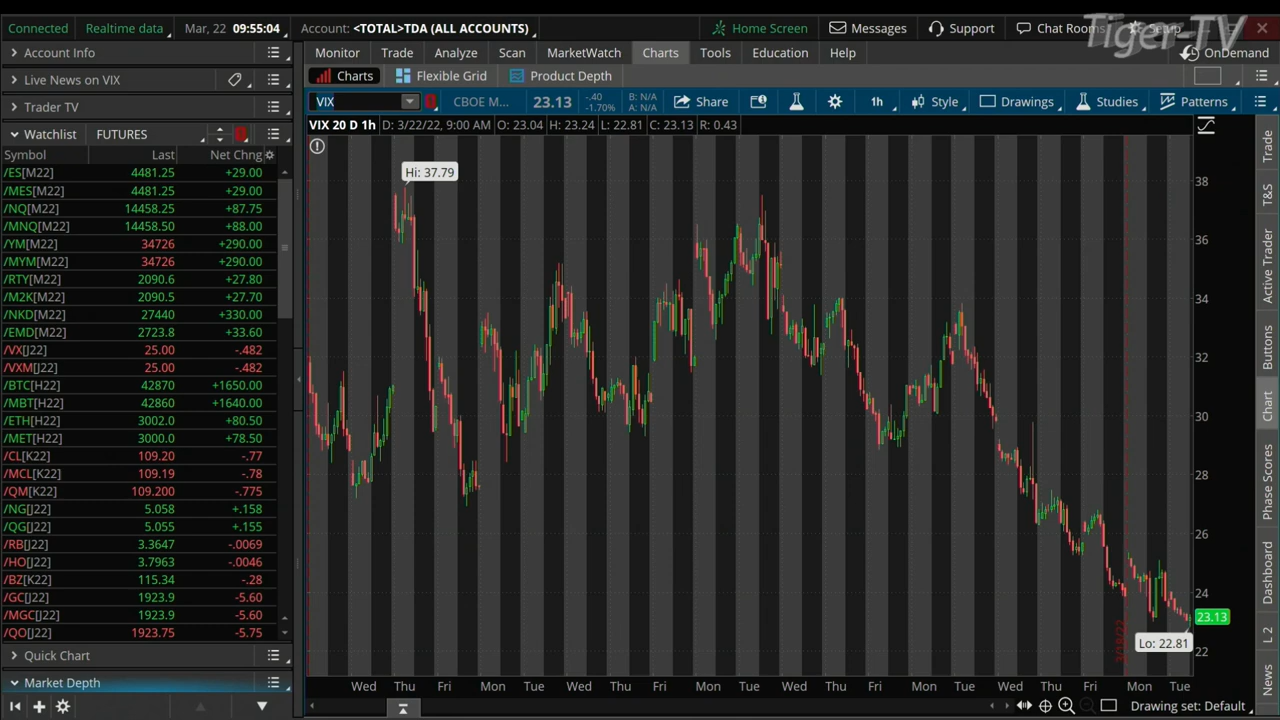 Connected Realtime data Mar, 22 09:55:04 Account: <TOTAL>TDA (ALL ACCOUNTS) Home Screen Messages Support Chat Rooms Setup
Tiger-TV
Account Info
Monitor Trade Analyze Scan MarketWatch Charts Tools Education Help OnDemand
Live News on VIX
Charts Flexible Grid Product Depth
Trader TV
VIX CBOE M... 23.13 -.40 -1.70% B: N/A A: N/A Share 1h Style Drawings Studies Patterns
Watchlist FUTURES
VIX 20 D 1h D: 3/22/22, 9:00 AM O: 23.04 H: 23.24 L: 22.81 C: 23.13 R: 0.43
Symbol Last Net Chng
/ES[M22] 4481.25 +29.00
/MES[M22] 4481.25 +29.00
/NQ[M22] 14458.25 +87.75
/MNQ[M22] 14458.50 +88.00
/YM[M22] 34726 +290.00
/MYM[M22] 34726 +290.00
/RTY[M22] 2090.6 +27.80
/M2K[M22] 2090.5 +27.70
/NKD[M22] 27440 +330.00
/EMD[M22] 2723.8 +33.60
/VX[J22] 25.00 -.482
/VXM[J22] 25.00 -.482
/BTC[H22] 42870 +1650.00
/MBT[H22] 42860 +1640.00
/ETH[H22] 3002.0 +80.50
/MET[H22] 3000.0 +78.50
/CL[K22] 109.20 -.77
/MCL[K22] 109.19 -.78
/QM[K22] 109.200 -.775
/NG[J22] 5.058 +.158
/QG[J22] 5.055 +.155
/RB[J22] 3.3647 -.0069
/HO[J22] 3.7963 -.0046
/BZ[K22] 115.34 -.28
/GC[J22] 1923.9 -5.60
/MGC[J22] 1923.9 -5.60
/QO[J22] 1923.75 -5.75
Quick Chart
Market Depth
Hi: 37.79
38
36
34
32
30
28
26
24
23.13
Lo: 22.81
22
3/18/22
Wed Thu Fri Mon Tue Wed Thu Fri Mon Tue Wed Thu Fri Mon Tue Wed Thu Fri Mon Tue
Drawing set: Default
Trade
T&S
Active Trader
Buttons
Chart
Phase Scores
Dashboard
L 2
News